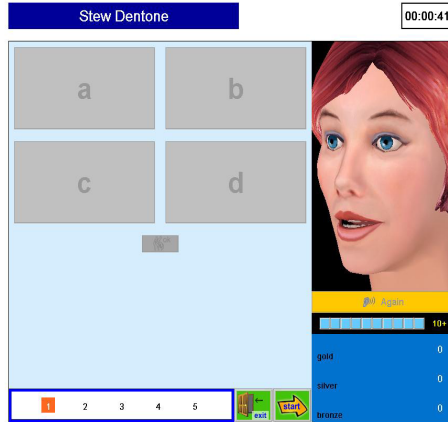 Stew Dentone
00:00:41
a
b
c
d
Again
10+
gold 0
silver 0
bronze 0
1 2 3 4 5
exit
start